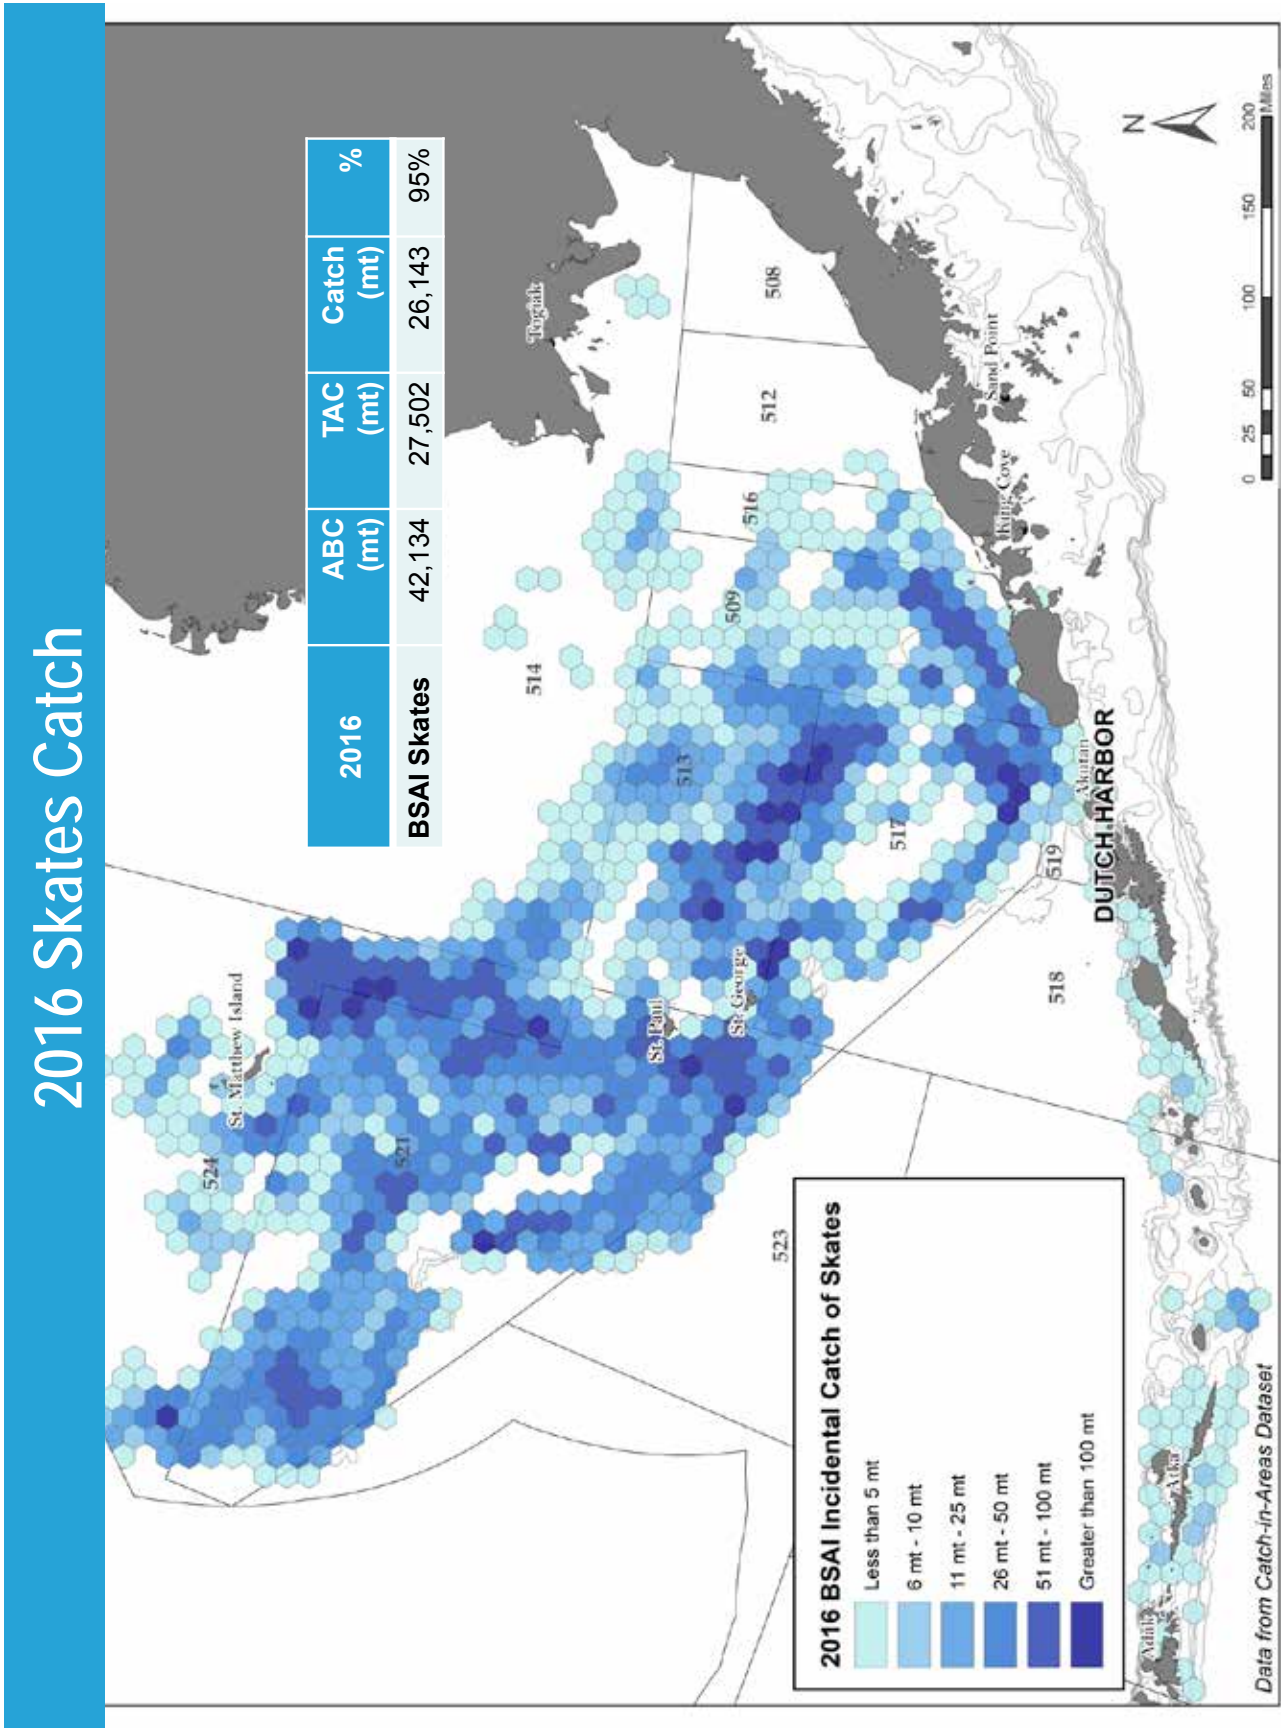 2016 Skates Catch
2016 ABC (mt) TAC (mt) Catch (mt) %
BSAI Skates 42,134 27,502 26,143 95%
St. Matthew Island
524
514
Togiak
521
513
509
516
512
508
St. Paul
St. George
517
King Cove
Sand Point
523
518
519
Akutan
DUTCH HARBOR
Adak
Atka
N
2016 BSAI Incidental Catch of Skates
Less than 5 mt
6 mt - 10 mt
11 mt - 25 mt
26 mt - 50 mt
51 mt - 100 mt
Greater than 100 mt
0 25 50 100 150 200
Miles
Data from Catch-in-Areas Dataset